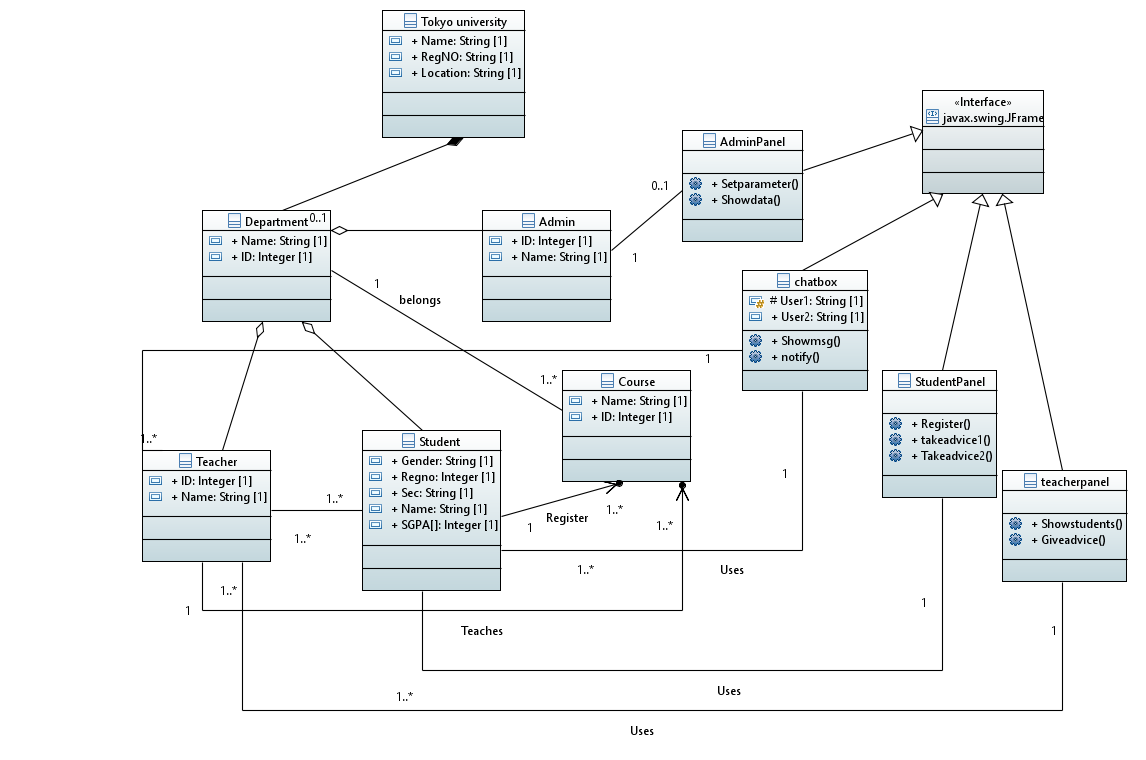 Tokyo university
+ Name: String [1]
+ RegNO: String [1]
+ Location: String [1]
«Interface»
javax.swing.JFrame
AdminPanel
+ Setparameter()
+ Showdata()
0..1
1
Department
0..1
+ Name: String [1]
+ ID: Integer [1]
Admin
+ ID: Integer [1]
+ Name: String [1]
1
belongs
1..*
chatbox
# User1: String [1]
+ User2: String [1]
+ Showmsg()
+ notify()
1
1..*
Course
+ Name: String [1]
+ ID: Integer [1]
StudentPanel
+ Register()
+ takeadvice1()
+ Takeadvice2()
Teacher
+ ID: Integer [1]
+ Name: String [1]
Student
+ Gender: String [1]
+ Regno: Integer [1]
+ Sec: String [1]
+ Name: String [1]
+ SGPA[]: Integer [1]
teacherpanel
+ Showstudents()
+ Giveadvice()
1..*
1..*
1
Register
1..*
1..*
1
1..*
Uses
1..*
1
Teaches
1
1
1..*
Uses
Uses